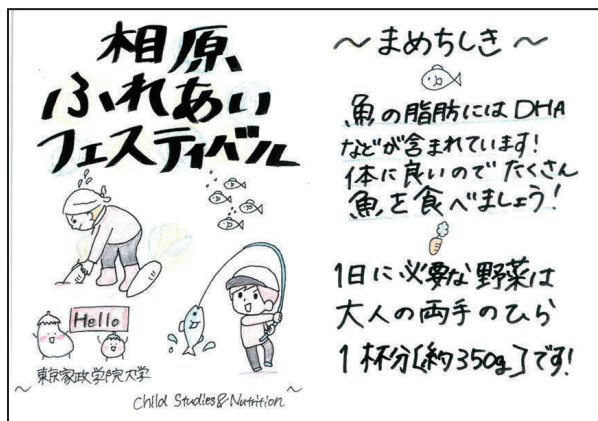 相原
ふれあい
フェスティバル
Hello
東京家政学院大学
Child Studies & Nutrition
～まめちしき～
魚の脂肪にはDHA
などが含まれています！
体に良いのでたくさん
魚を食べましょう！
1日に必要な野菜は
大人の両手のひら
1杯分［約350g］です！